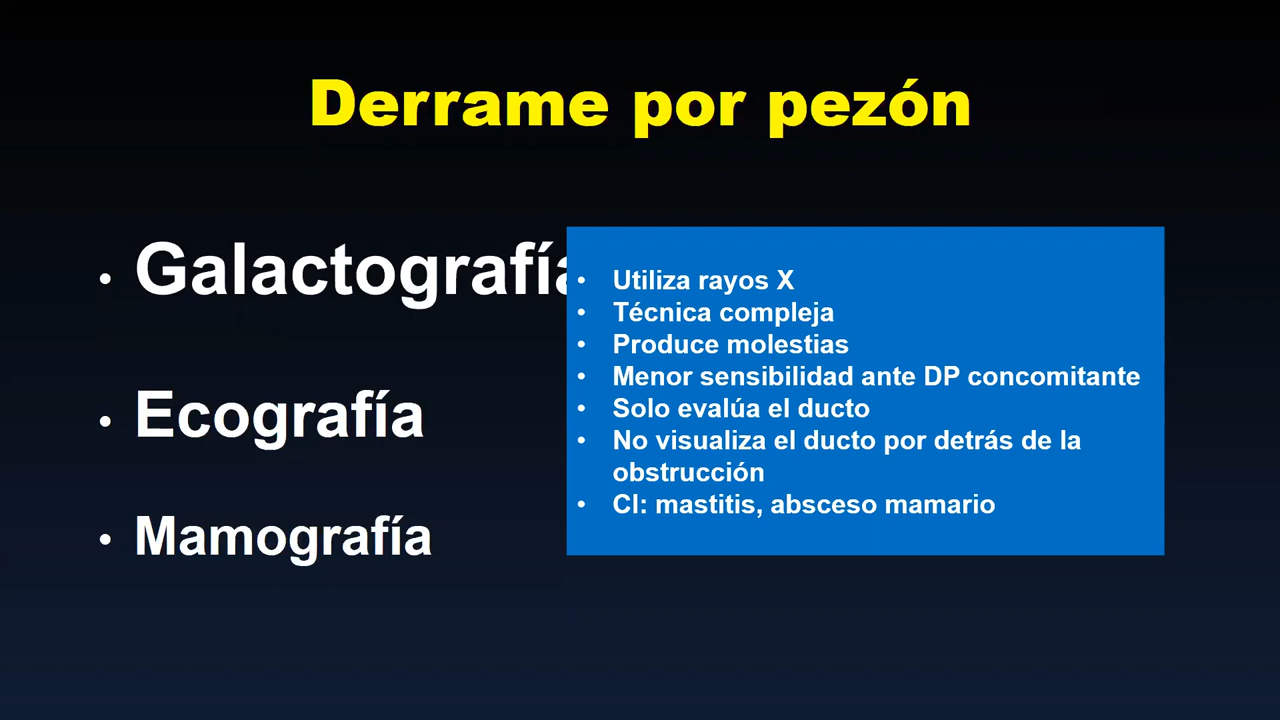 Derrame por pezón
• Galactografía
• Utiliza rayos X
• Técnica compleja
• Produce molestias
• Menor sensibilidad ante DP concomitante
• Solo evalúa el ducto
• No visualiza el ducto por detrás de la
obstrucción
• CI: mastitis, absceso mamario
• Ecografía
• Mamografía